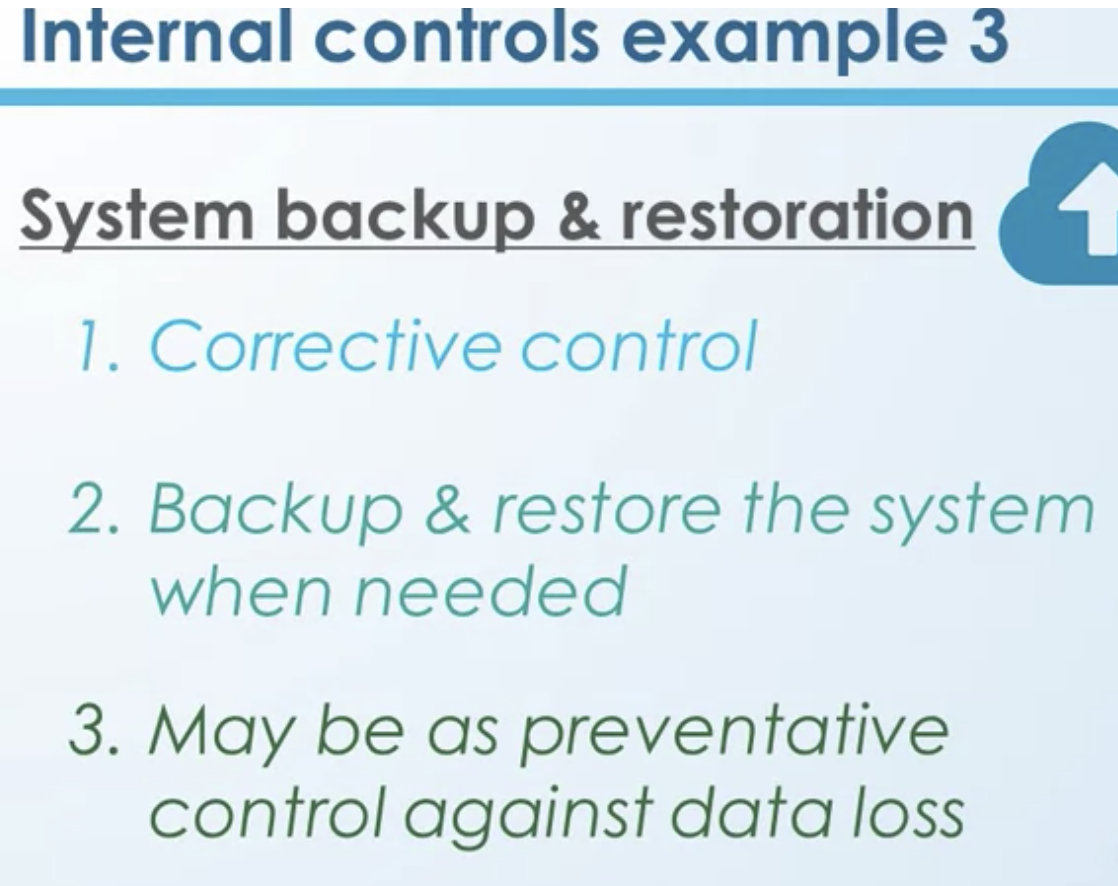 Internal controls example 3
System backup & restoration
1. Corrective control
2. Backup & restore the system
when needed
3. May be as preventative
control against data loss